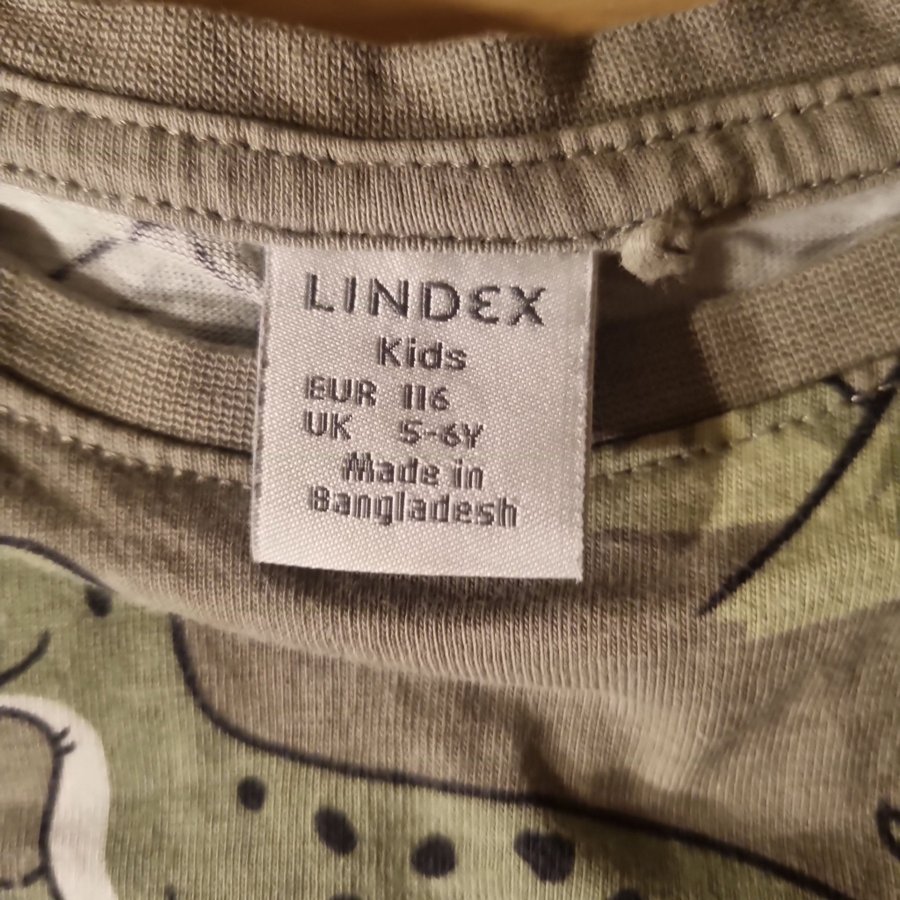 LINDEX
Kids
EUR 116
UK 5-6Y
Made in
Bangladesh